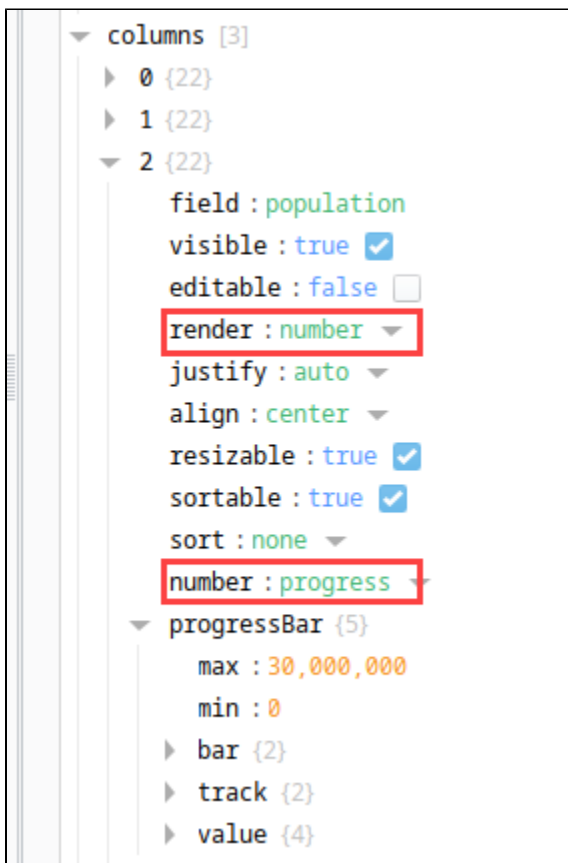 columns [3]
0 {22}
1 {22}
2 {22}
field : population
visible : true
editable : false
render : number
justify : auto
align : center
resizable : true
sortable : true
sort : none
number : progress
progressBar {5}
max : 30,000,000
min : 0
bar {2}
track {2}
value {4}